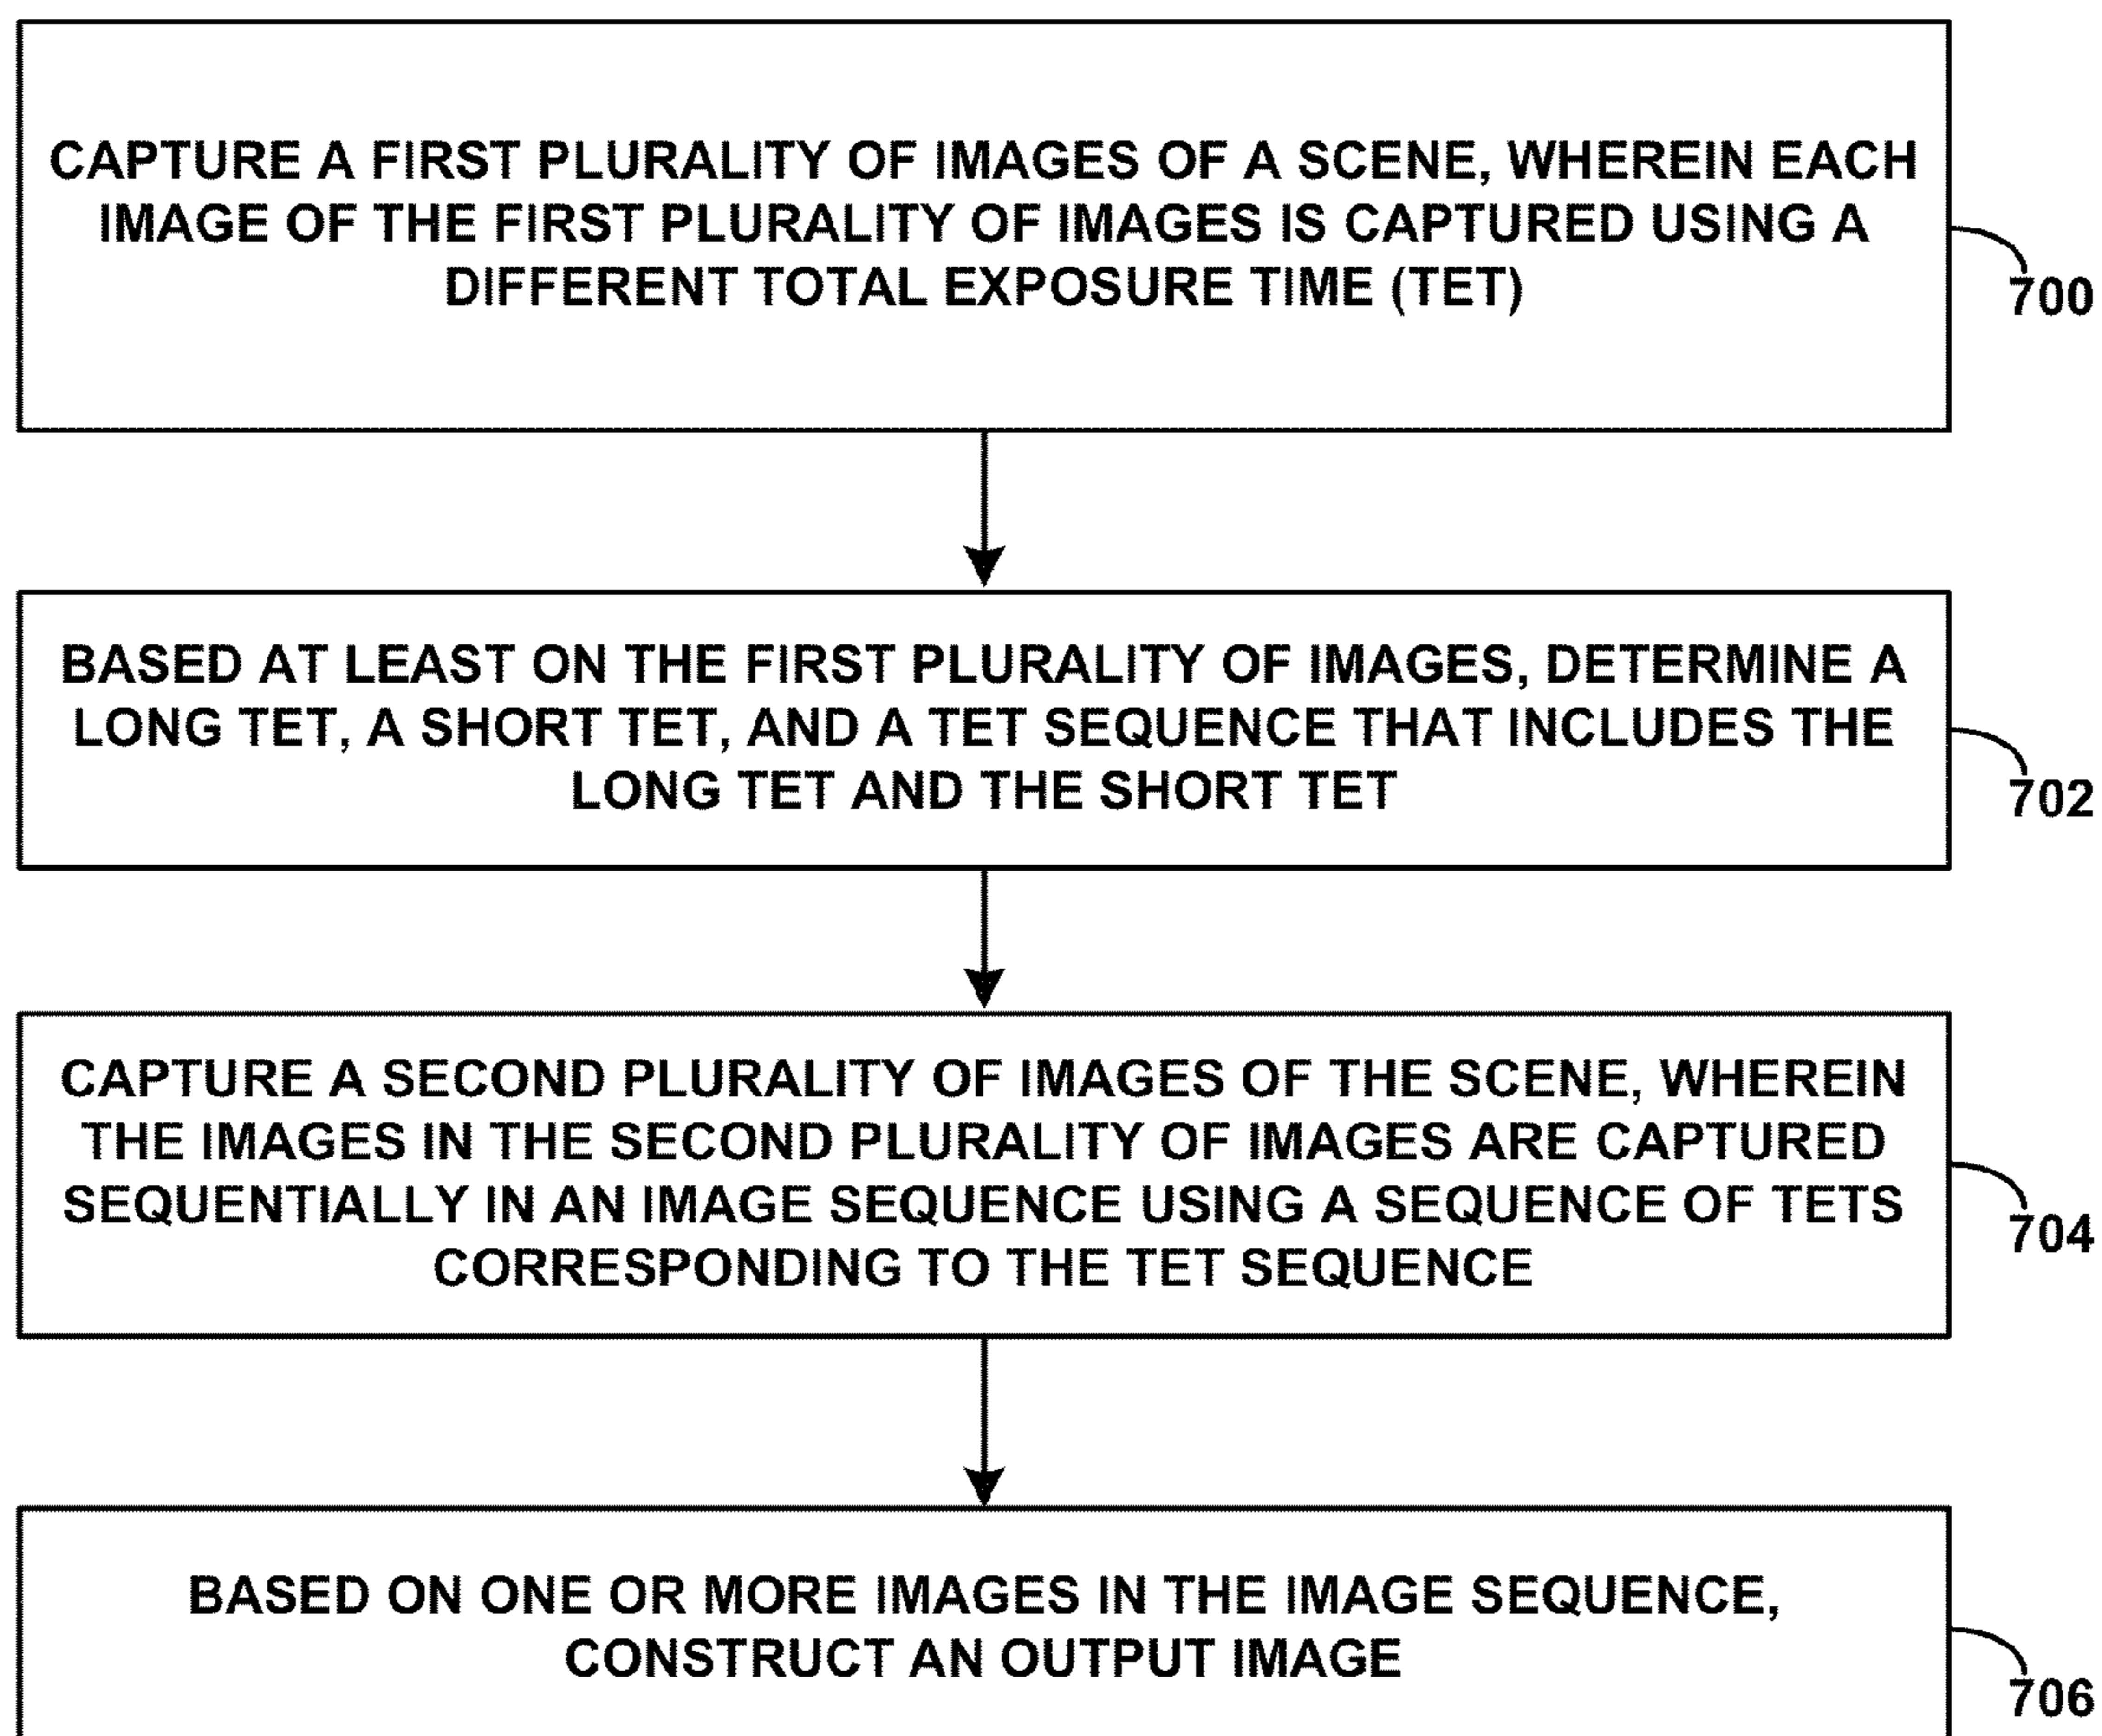 CAPTURE A FIRST PLURALITY OF IMAGES OF A SCENE, WHEREIN EACH
IMAGE OF THE FIRST PLURALITY OF IMAGES IS CAPTURED USING A
DIFFERENT TOTAL EXPOSURE TIME (TET)
700
BASED AT LEAST ON THE FIRST PLURALITY OF IMAGES, DETERMINE A
LONG TET, A SHORT TET, AND A TET SEQUENCE THAT INCLUDES THE
LONG TET AND THE SHORT TET
702
CAPTURE A SECOND PLURALITY OF IMAGES OF THE SCENE, WHEREIN
THE IMAGES IN THE SECOND PLURALITY OF IMAGES ARE CAPTURED
SEQUENTIALLY IN AN IMAGE SEQUENCE USING A SEQUENCE OF TETS
CORRESPONDING TO THE TET SEQUENCE
704
BASED ON ONE OR MORE IMAGES IN THE IMAGE SEQUENCE,
CONSTRUCT AN OUTPUT IMAGE
706